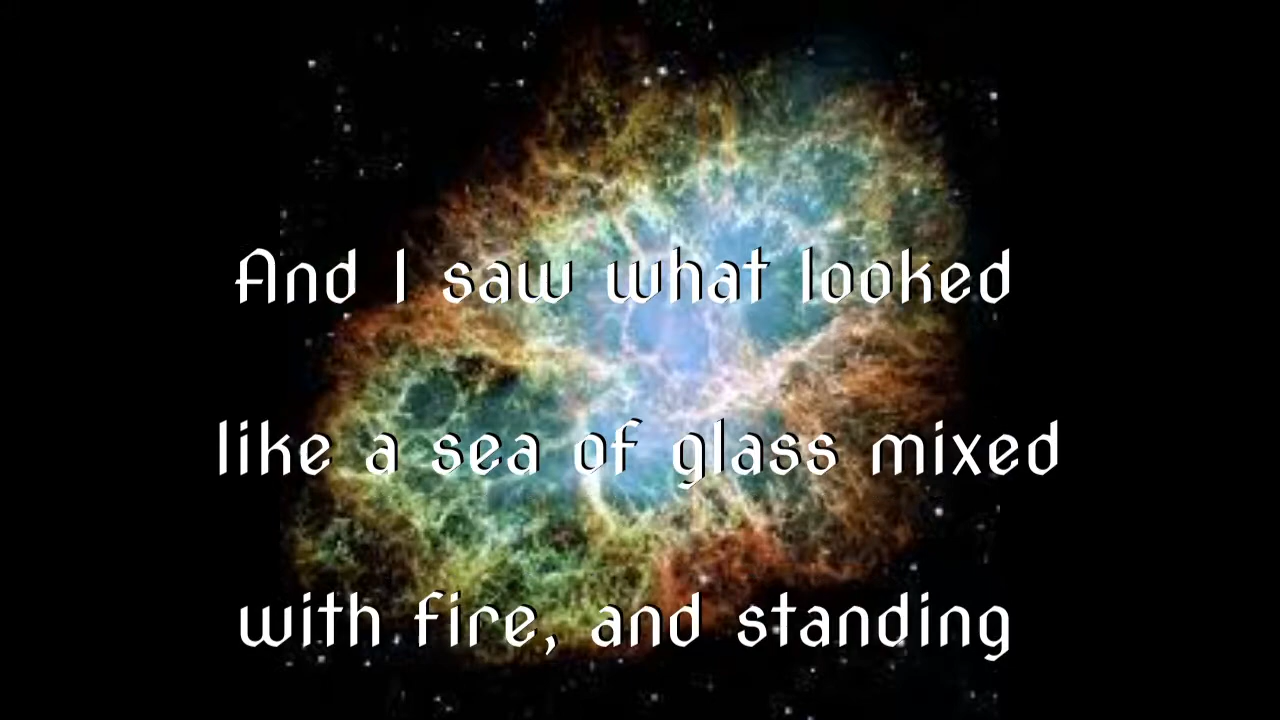 And I saw what looked
like a sea of glass mixed
with fire, and standing